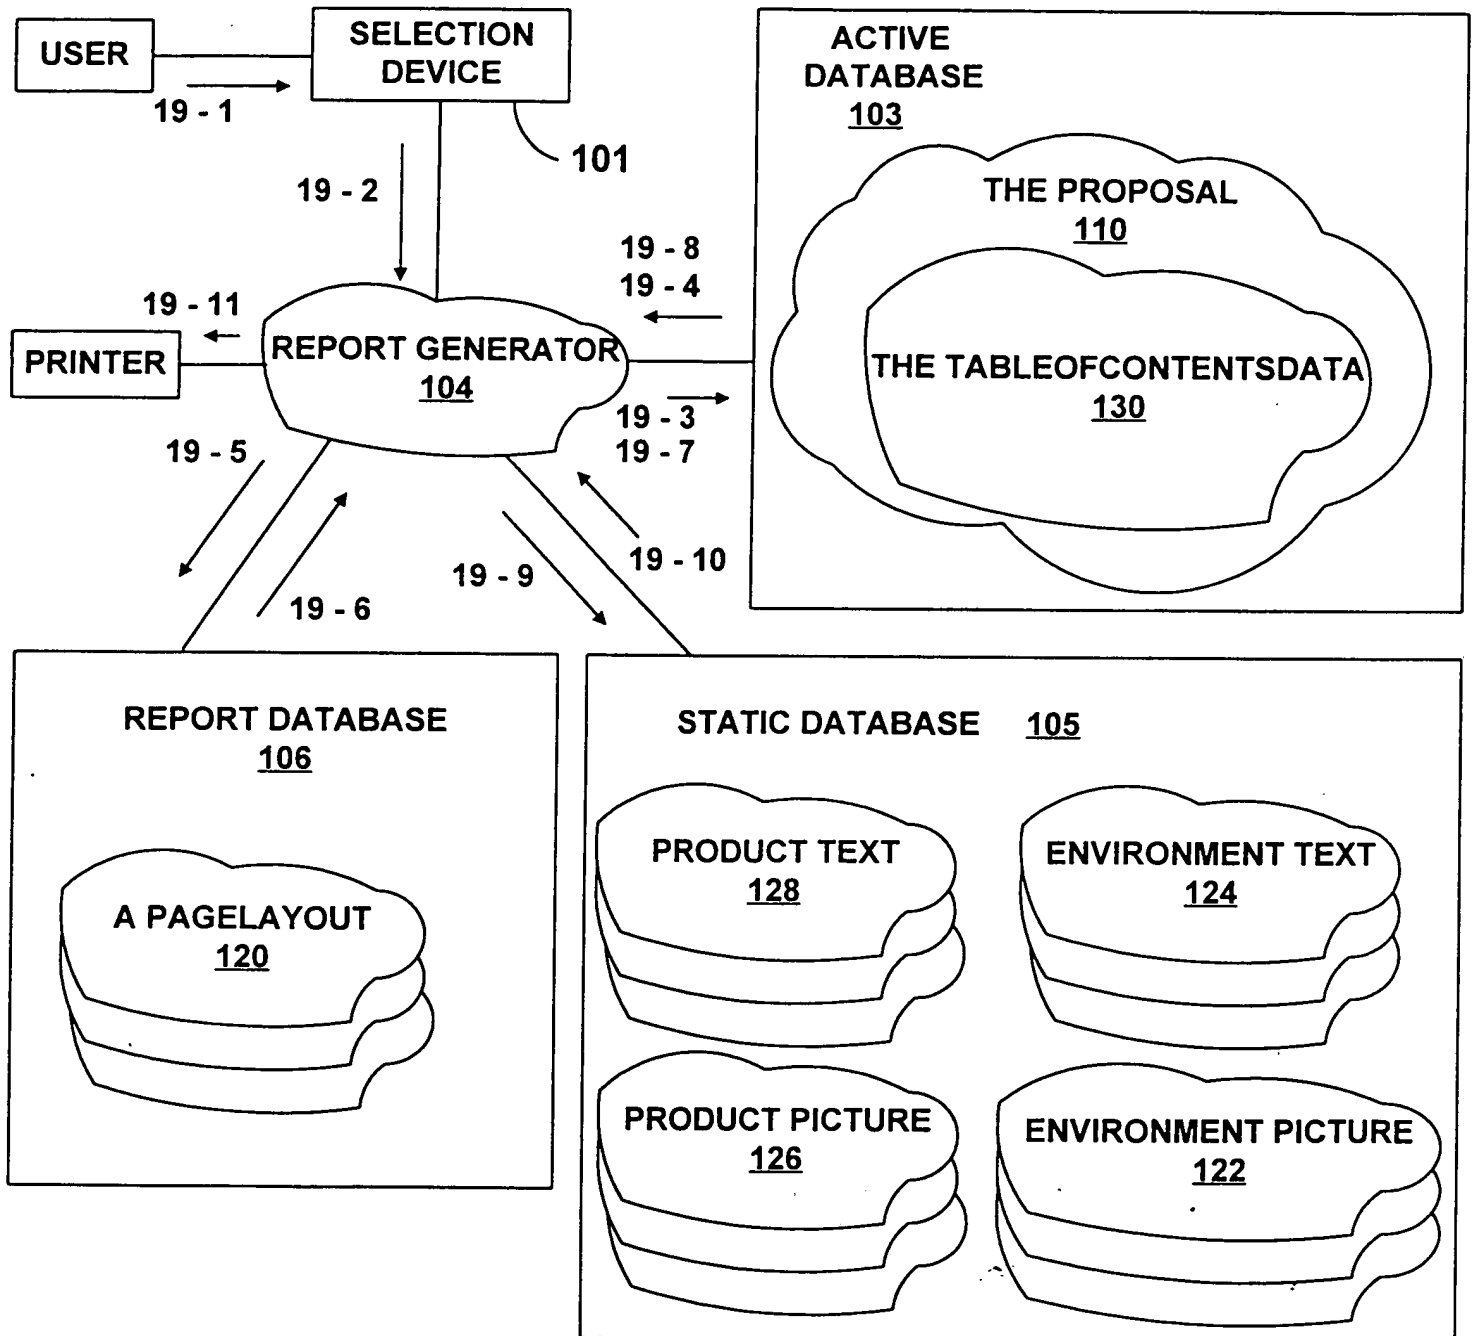 USER
SELECTION
DEVICE
19 - 1
101
19 - 2
ACTIVE
DATABASE
103
THE PROPOSAL
110
THE TABLEOFCONTENTSDATA
130
19 - 8
19 - 4
19 - 11
PRINTER
REPORT GENERATOR
104
19 - 3
19 - 7
19 - 5
19 - 6
19 - 9
19 - 10
REPORT DATABASE
106
A PAGELAYOUT
120
STATIC DATABASE 105
PRODUCT TEXT
128
ENVIRONMENT TEXT
124
PRODUCT PICTURE
126
ENVIRONMENT PICTURE
122